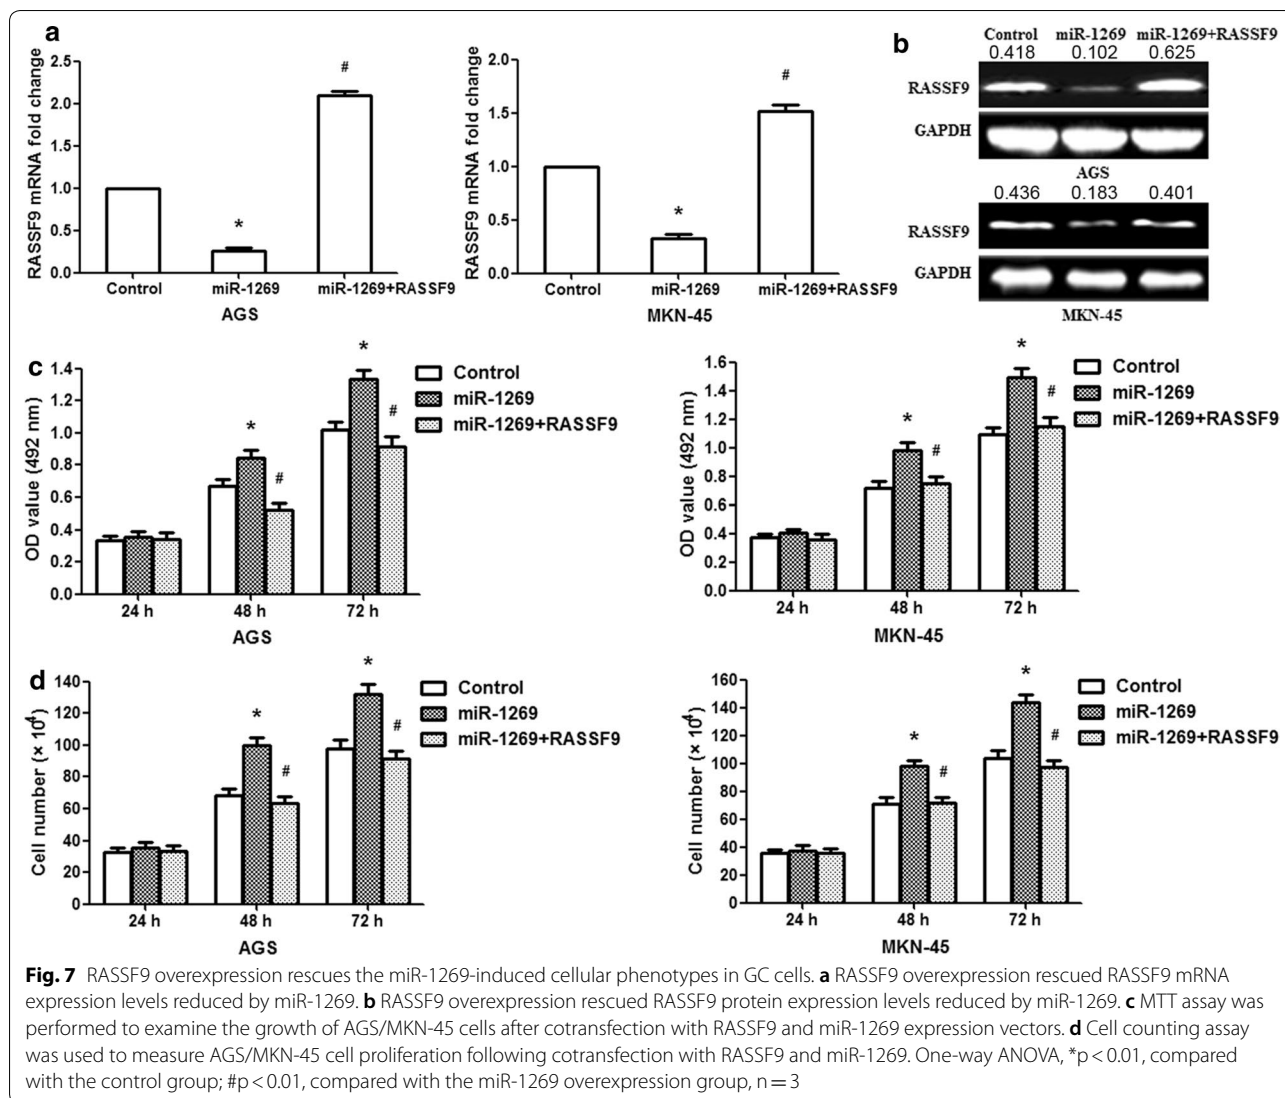 a
RASSF9 mRNA fold change
2.5
2.0
1.5
1.0
0.5
0.0
*
#
Control
miR-1269
miR-1269+RASSF9
AGS
RASSF9 mRNA fold change
2.0
1.5
1.0
0.5
0.0
*
#
Control
miR-1269
miR-1269+RASSF9
MKN-45
b
Control miR-1269 miR-1269+RASSF9
0.418 0.102 0.625
RASSF9
GAPDH
AGS
0.436 0.183 0.401
RASSF9
GAPDH
MKN-45
c
OD value (492 nm)
1.4
1.2
1.0
0.8
0.6
0.4
0.2
0.0
*
#
*
#
24 h
48 h
72 h
AGS
Control
miR-1269
miR-1269+RASSF9
OD value (492 nm)
1.6
1.4
1.2
1.0
0.8
0.6
0.4
0.2
0.0
*
#
*
#
24 h
48 h
72 h
MKN-45
Control
miR-1269
miR-1269+RASSF9
d
Cell number (× 10⁴)
140
120
100
80
60
40
20
0
*
#
*
#
24 h
48 h
72 h
AGS
Control
miR-1269
miR-1269+RASSF9
Cell number (× 10⁴)
160
140
120
100
80
60
40
20
0
*
#
*
#
24 h
48 h
72 h
MKN-45
Control
miR-1269
miR-1269+RASSF9
Fig. 7 RASSF9 overexpression rescues the miR-1269-induced cellular phenotypes in GC cells. a RASSF9 overexpression rescued RASSF9 mRNA
expression levels reduced by miR-1269. b RASSF9 overexpression rescued RASSF9 protein expression levels reduced by miR-1269. c MTT assay was
performed to examine the growth of AGS/MKN-45 cells after cotransfection with RASSF9 and miR-1269 expression vectors. d Cell counting assay
was used to measure AGS/MKN-45 cell proliferation following cotransfection with RASSF9 and miR-1269. One-way ANOVA, *p < 0.01, compared
with the control group; #p < 0.01, compared with the miR-1269 overexpression group, n = 3